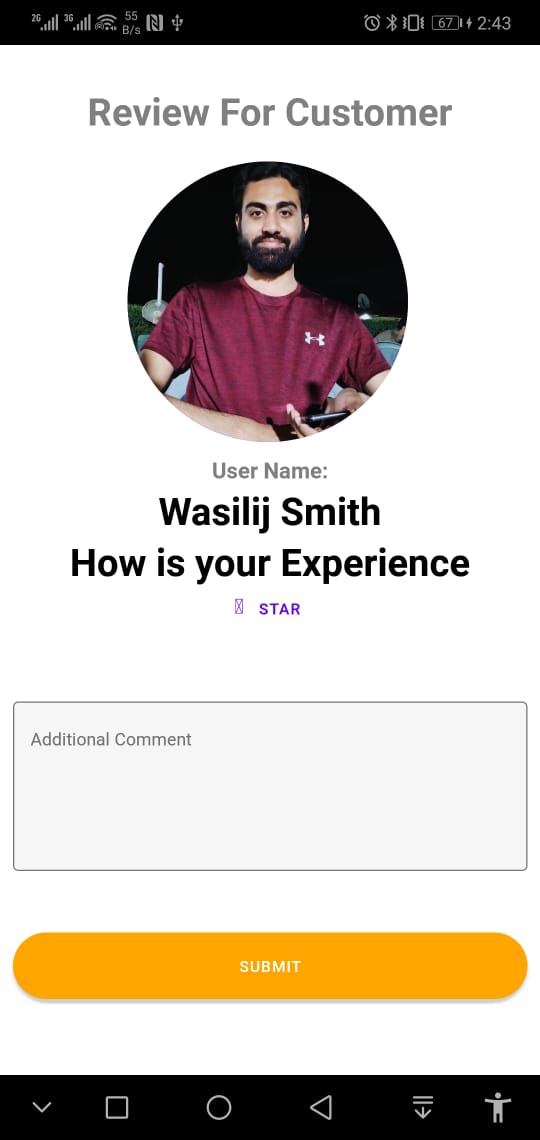 2G 3G 55 B/s 67 2:43
Review For Customer
User Name:
Wasilij Smith
How is your Experience
STAR
Additional Comment
SUBMIT